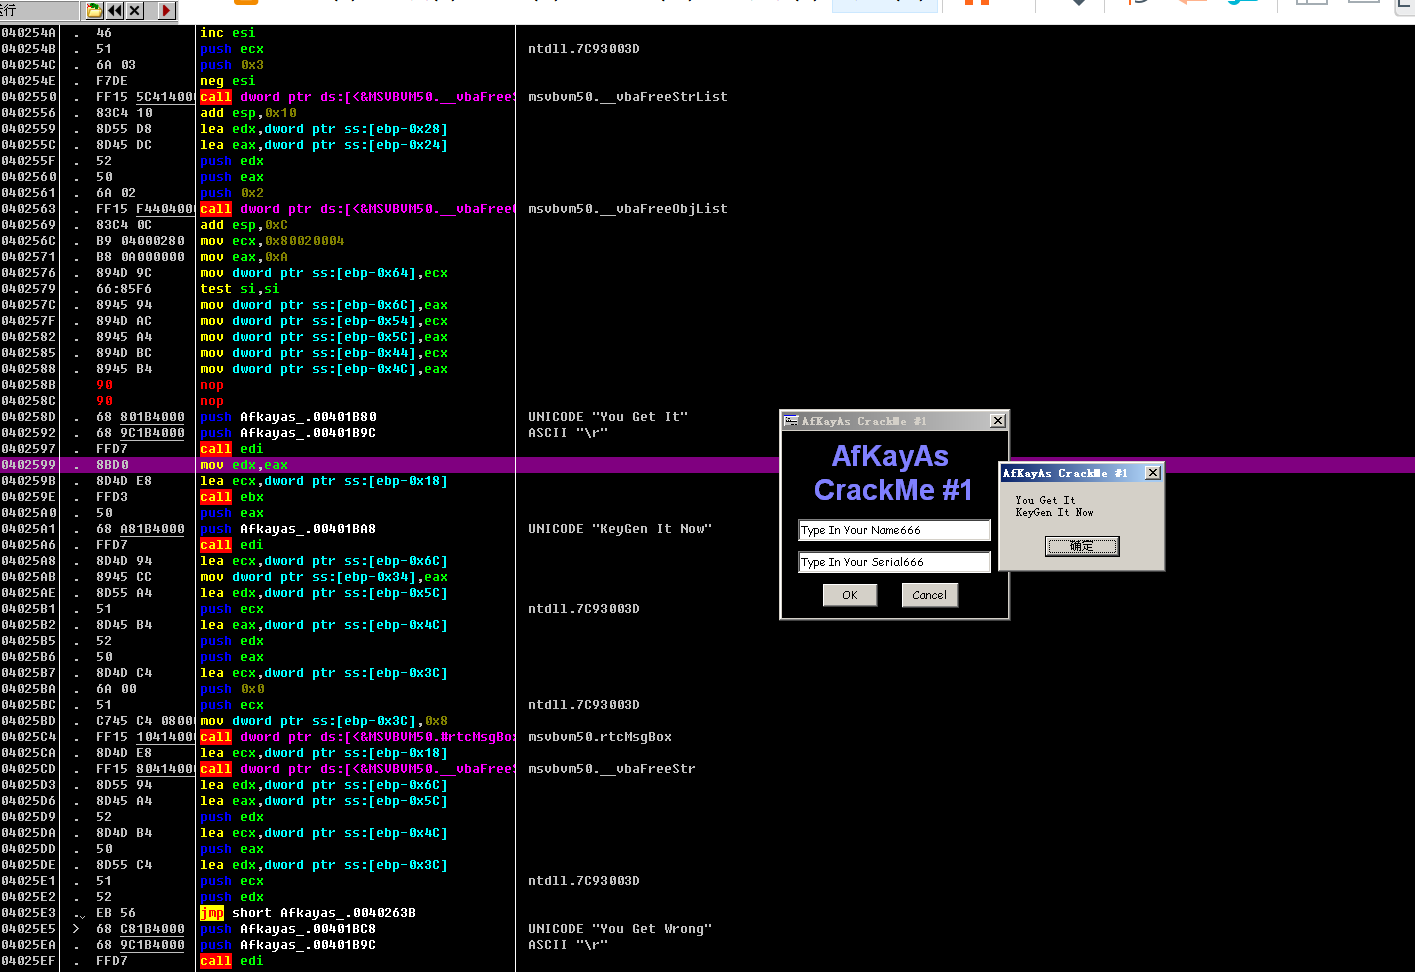 运行
040254A . 46 inc esi
040254B . 51 push ecx ntdll.7C93003D
040254C . 6A 03 push 0x3
040254E . F7DE neg esi
0402550 . FF15 5C414000 call dword ptr ds:[<&MSVBVM50.__vbaFreeS msvbvm50.__vbaFreeStrList
0402556 . 83C4 10 add esp,0x10
0402559 . 8D55 D8 lea edx,dword ptr ss:[ebp-0x28]
040255C . 8D45 DC lea eax,dword ptr ss:[ebp-0x24]
040255F . 52 push edx
0402560 . 50 push eax
0402561 . 6A 02 push 0x2
0402563 . FF15 F4404000 call dword ptr ds:[<&MSVBVM50.__vbaFreeO msvbvm50.__vbaFreeObjList
0402569 . 83C4 0C add esp,0xC
040256C . B9 04000280 mov ecx,0x80020004
0402571 . B8 0A000000 mov eax,0xA
0402576 . 894D 9C mov dword ptr ss:[ebp-0x64],ecx
0402579 . 66:85F6 test si,si
040257C . 8945 94 mov dword ptr ss:[ebp-0x6C],eax
040257F . 894D AC mov dword ptr ss:[ebp-0x54],ecx
0402582 . 8945 A4 mov dword ptr ss:[ebp-0x5C],eax
0402585 . 894D BC mov dword ptr ss:[ebp-0x44],ecx
0402588 . 8945 B4 mov dword ptr ss:[ebp-0x4C],eax
040258B 90 nop
040258C 90 nop
040258D . 68 801B4000 push Afkayas_.00401B80 UNICODE "You Get It"
0402592 . 68 9C1B4000 push Afkayas_.00401B9C ASCII "\r"
0402597 . FFD7 call edi
0402599 . 8BD0 mov edx,eax
040259B . 8D4D E8 lea ecx,dword ptr ss:[ebp-0x18]
040259E . FFD3 call ebx
04025A0 . 50 push eax
04025A1 . 68 A81B4000 push Afkayas_.00401BA8 UNICODE "KeyGen It Now"
04025A6 . FFD7 call edi
04025A8 . 8D4D 94 lea ecx,dword ptr ss:[ebp-0x6C]
04025AB . 8945 CC mov dword ptr ss:[ebp-0x34],eax
04025AE . 8D55 A4 lea edx,dword ptr ss:[ebp-0x5C]
04025B1 . 51 push ecx ntdll.7C93003D
04025B2 . 8D45 B4 lea eax,dword ptr ss:[ebp-0x4C]
04025B5 . 52 push edx
04025B6 . 50 push eax
04025B7 . 8D4D C4 lea ecx,dword ptr ss:[ebp-0x3C]
04025BA . 6A 00 push 0x0
04025BC . 51 push ecx ntdll.7C93003D
04025BD . C745 C4 0800 mov dword ptr ss:[ebp-0x3C],0x8
04025C4 . FF15 10414000 call dword ptr ds:[<&MSVBVM50.#rtcMsgBox msvbvm50.rtcMsgBox
04025CA . 8D4D E8 lea ecx,dword ptr ss:[ebp-0x18]
04025CD . FF15 80414000 call dword ptr ds:[<&MSVBVM50.__vbaFreeS msvbvm50.__vbaFreeStr
04025D3 . 8D55 94 lea edx,dword ptr ss:[ebp-0x6C]
04025D6 . 8D45 A4 lea eax,dword ptr ss:[ebp-0x5C]
04025D9 . 52 push edx
04025DA . 8D4D B4 lea ecx,dword ptr ss:[ebp-0x4C]
04025DD . 50 push eax
04025DE . 8D55 C4 lea edx,dword ptr ss:[ebp-0x3C]
04025E1 . 51 push ecx ntdll.7C93003D
04025E2 . 52 push edx
04025E3 . EB 56 jmp short Afkayas_.0040263B
04025E5 > 68 C81B4000 push Afkayas_.00401BC8 UNICODE "You Get Wrong"
04025EA . 68 9C1B4000 push Afkayas_.00401B9C ASCII "\r"
04025EF . FFD7 call edi
AfKayAs CrackMe #1
AfKayAs
CrackMe #1
Type In Your Name666
Type In Your Serial666
OK Cancel
AfKayAs CrackMe #1
You Get It
KeyGen It Now
确定